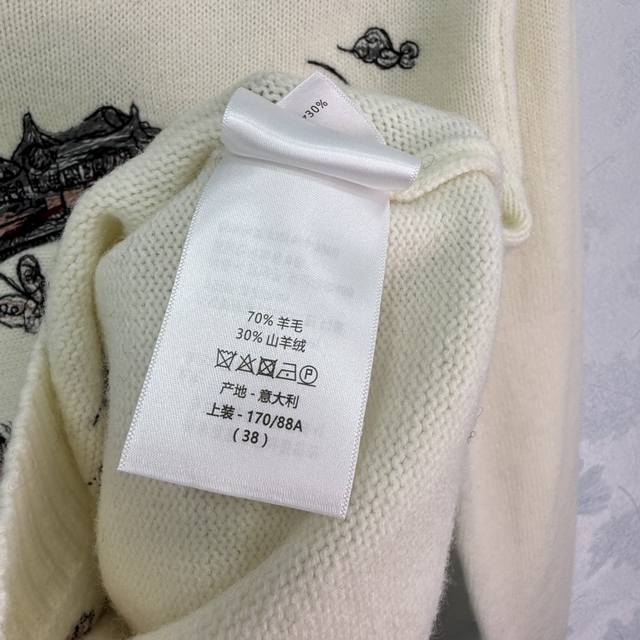 30%
70% 羊毛
30% 山羊绒
P
产地 - 意大利
上装 - 170/88A
( 38 )